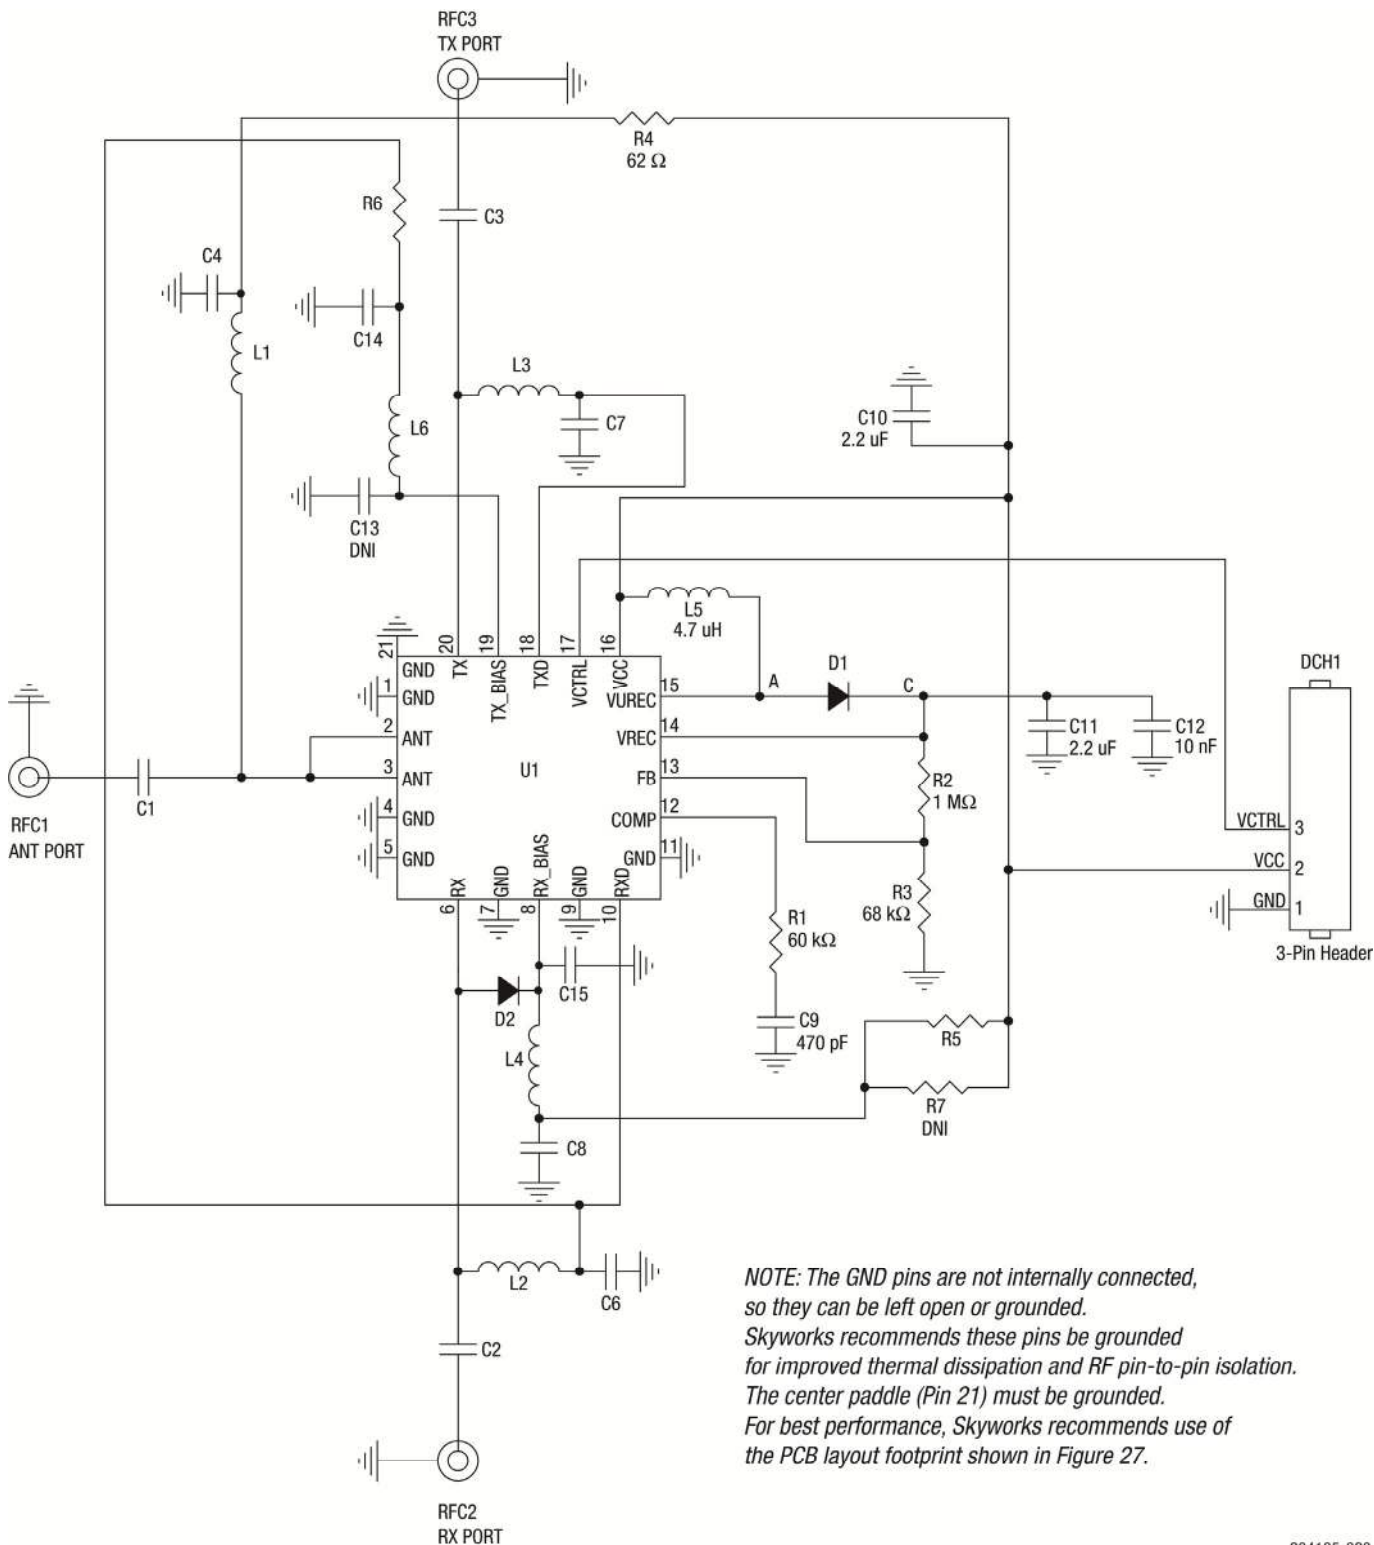 RFC3
TX PORT
R4
62 Ω
R6
C3
C4
C14
L1
L3
C7
L6
C10
2.2 uF
C13
DNI
L5
4.7 uH
21
20
19
18
17
16
GND
TX
TX_BIAS
TXD
VCTRL
VCC
1
GND
2
ANT
3
ANT
4
GND
5
GND
U1
VUREC
15
VREC
14
FB
13
COMP
12
GND
11
RX
GND
RX_BIAS
GND
RXD
6
7
8
9
10
A
D1
C
C11
2.2 uF
C12
10 nF
R2
1 MΩ
R3
68 kΩ
R1
60 kΩ
C9
470 pF
DCH1
VCTRL
3
VCC
2
GND
1
3-Pin Header
C1
RFC1
ANT PORT
D2
C15
L4
C8
R5
R7
DNI
L2
C6
C2
RFC2
RX PORT
NOTE: The GND pins are not internally connected,
so they can be left open or grounded.
Skyworks recommends these pins be grounded
for improved thermal dissipation and RF pin-to-pin isolation.
The center paddle (Pin 21) must be grounded.
For best performance, Skyworks recommends use of
the PCB layout footprint shown in Figure 27.